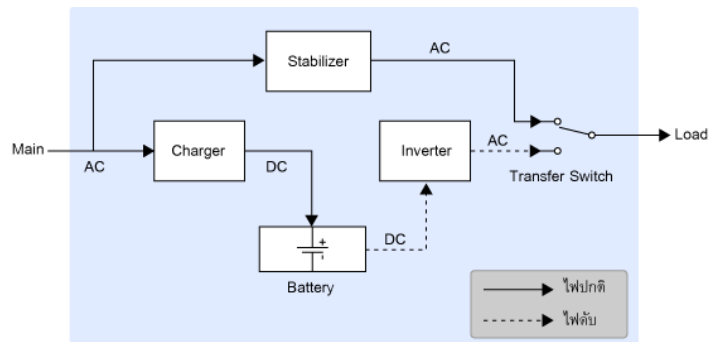 Stabilizer
AC
Main
AC
Charger
DC
Inverter
AC
Load
Transfer Switch
DC
Battery
ไฟปกติ
ไฟดับ